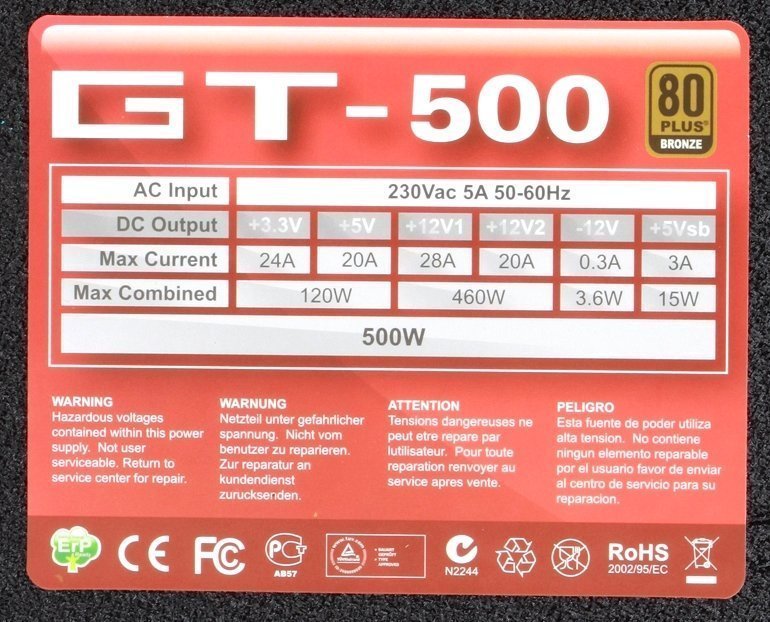 GT-500
80
PLUS®
BRONZE
AC Input 230Vac 5A 50-60Hz
DC Output +3.3V +5V +12V1 +12V2 -12V +5Vsb
Max Current 24A 20A 28A 20A 0.3A 3A
Max Combined 120W 460W 3.6W 15W
500W
WARNING
Hazardous voltages
contained within this power
supply. Not user
serviceable. Return to
service center for repair.
WARNUNG
Netzteil unter gefahrlicher
spannung. Nicht vom
benutzer zu reparieren.
Zur reparatur an
kundendienst
zurucksenden.
ATTENTION
Tensions dangereuses ne
peut etre repare par
lutilisateur. Pour toute
reparation renvoyer au
service apres vente.
PELIGRO
Esta fuente de poder utiliza
alta tension. No contiene
ningun elemento reparable
por el usuario favor de enviar
al centro de servicio para su
reparacion.
ErP
CE
FC
PCT
АБ57
N2244
RoHS
2002/95/EC